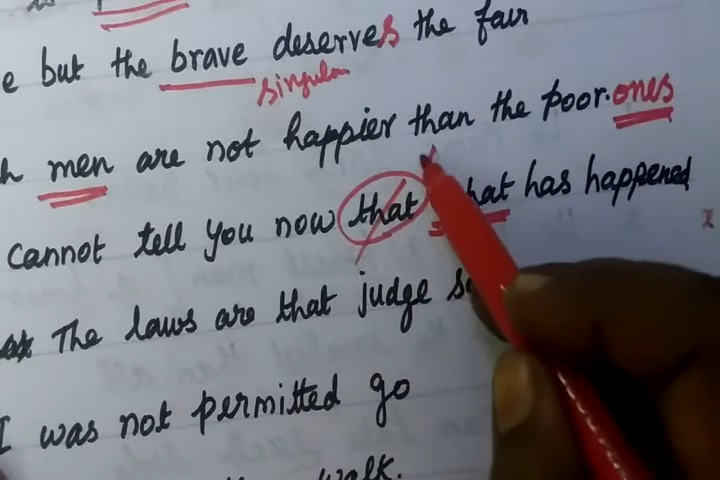 e but the brave deserves the fair
singular
h men are not happier than the poor. ones
cannot tell you now that what has happened
The laws are that judge
I was not permitted go
walk.